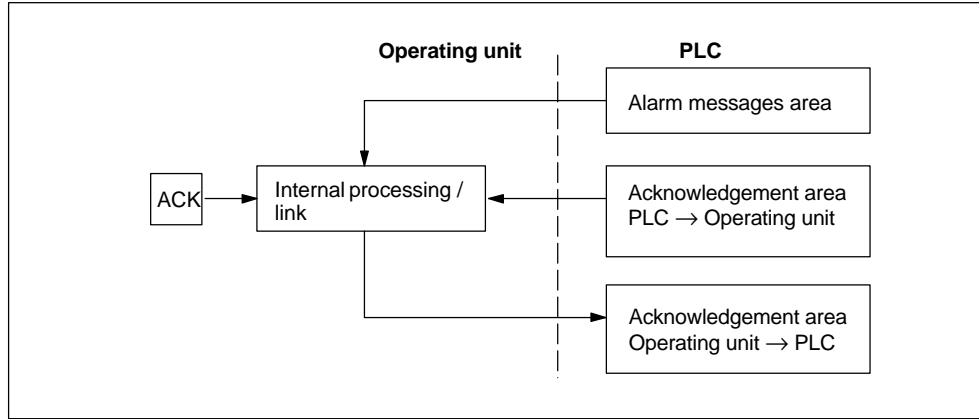 Operating unit PLC
Alarm messages area
ACK
Internal processing /
link
Acknowledgement area
PLC → Operating unit
Acknowledgement area
Operating unit → PLC